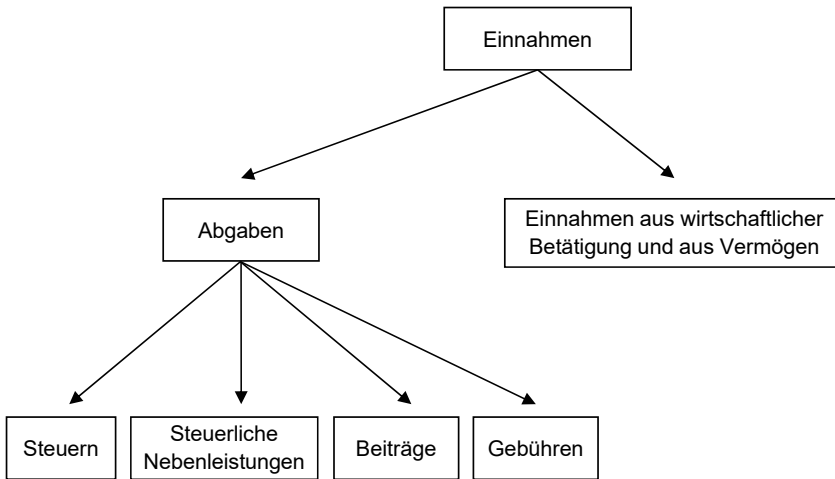 Einnahmen
Abgaben
Einnahmen aus wirtschaftlicher
Betätigung und aus Vermögen
Steuern
Steuerliche
Nebenleistungen
Beiträge
Gebühren